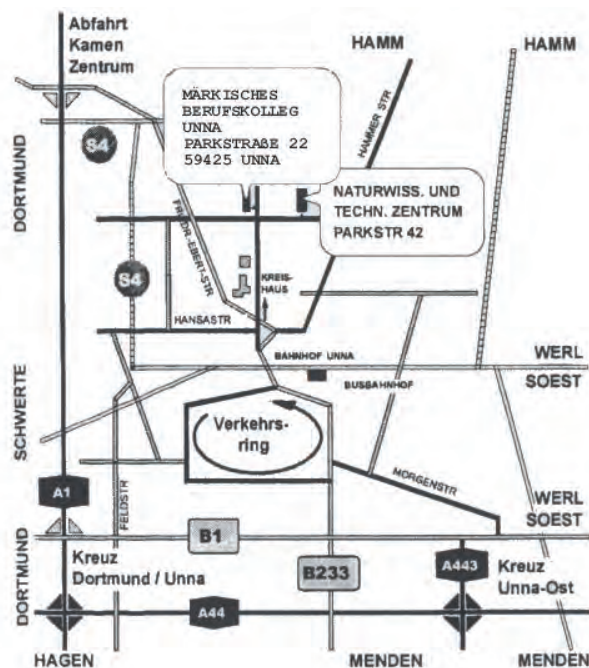 Abfahrt
Kamen
Zentrum
HAMM
HAMM
MÄRKISCHES
BERUFSKOLLEG
UNNA
PARKSTRAßE 22
59425 UNNA
HAMMER STR
S4
DORTMUND
NATURWISS. UND
TECHN. ZENTRUM
PARKSTR 42
FRIEDR.-EBERT-STR
S4
KREIS-
HAUS
HANSASTR
BAHNHOF UNNA
WERL
BUSBAHNHOF
SOEST
SCHWERTE
Verkehrs-
ring
MORGENSTR
A1
FELDSTR
WERL
B1
SOEST
DORTMUND
Kreuz
Dortmund / Unna
B233
A443
Kreuz
Unna-Ost
A44
HAGEN
MENDEN
MENDEN